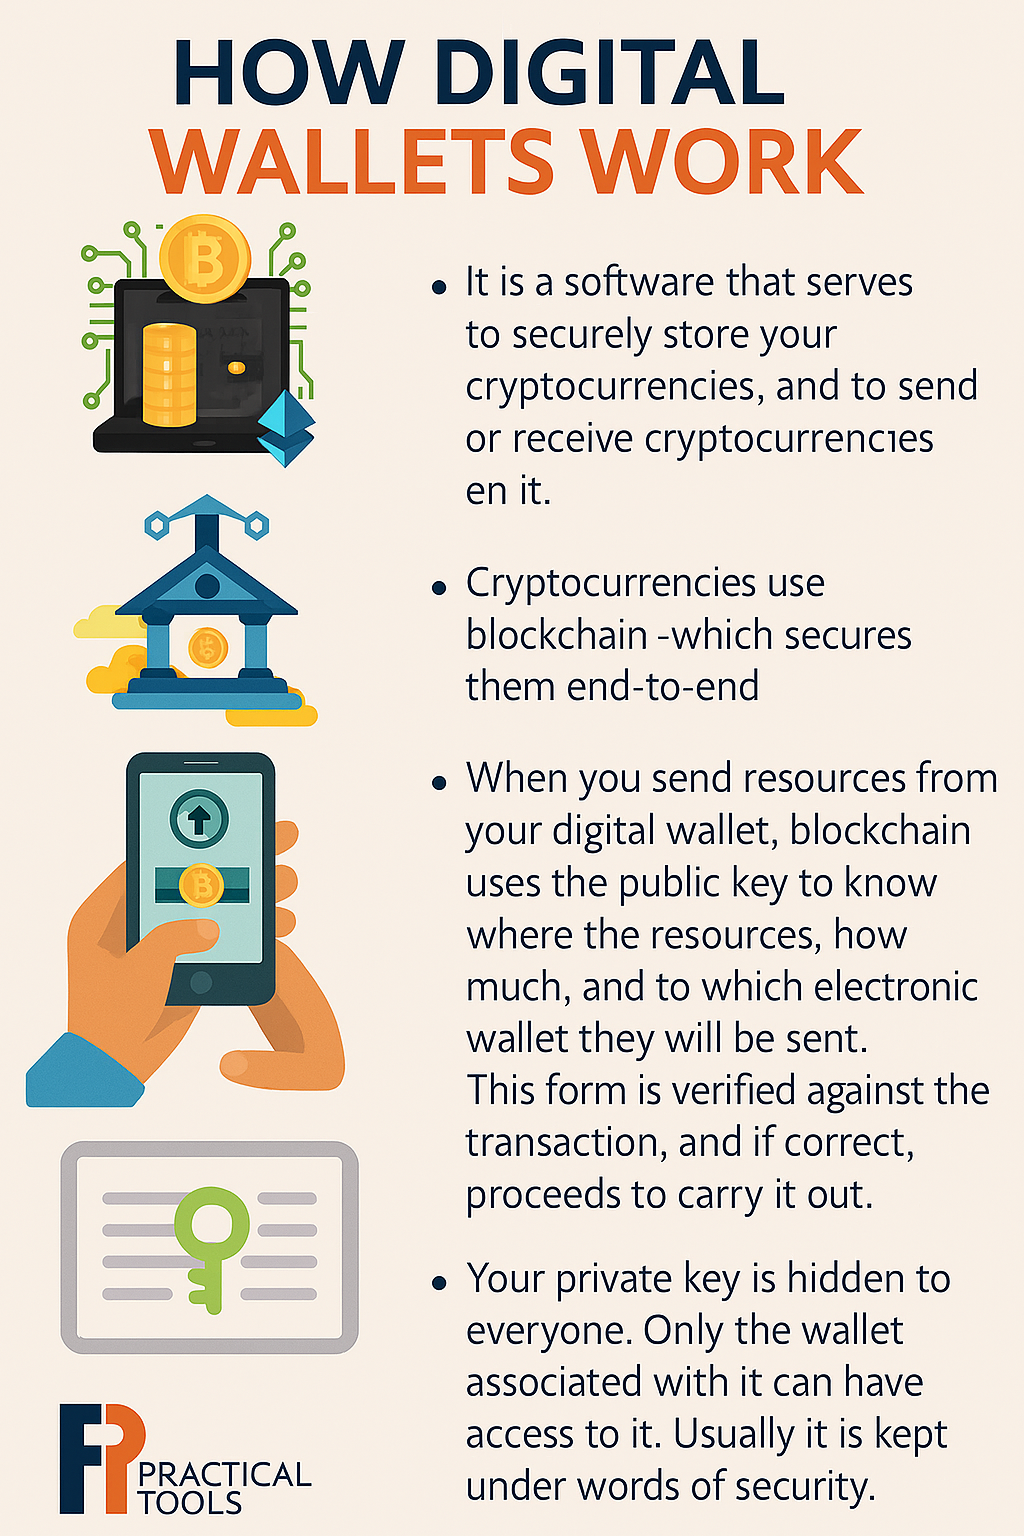 HOW DIGITAL
WALLETS WORK
• It is a software that serves
to securely store your
cryptocurrencies, and to send
or receive cryptocurrencies
en it.
• Cryptocurrencies use
blockchain -which secures
them end-to-end
• When you send resources from
your digital wallet, blockchain
uses the public key to know
where the resources, how
much, and to which electronic
wallet they will be sent.
This form is verified against the
transaction, and if correct,
proceeds to carry it out.
• Your private key is hidden to
everyone. Only the wallet
associated with it can have
access to it. Usually it is kept
under words of security.
PRACTICAL
TOOLS